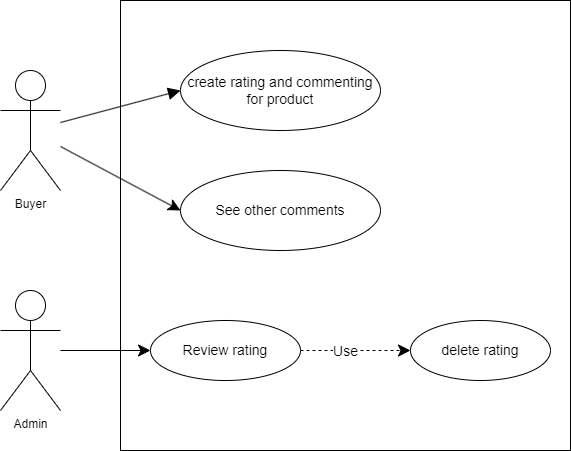 create rating and commenting
for product
Buyer
See other comments
Review rating
Use
delete rating
Admin